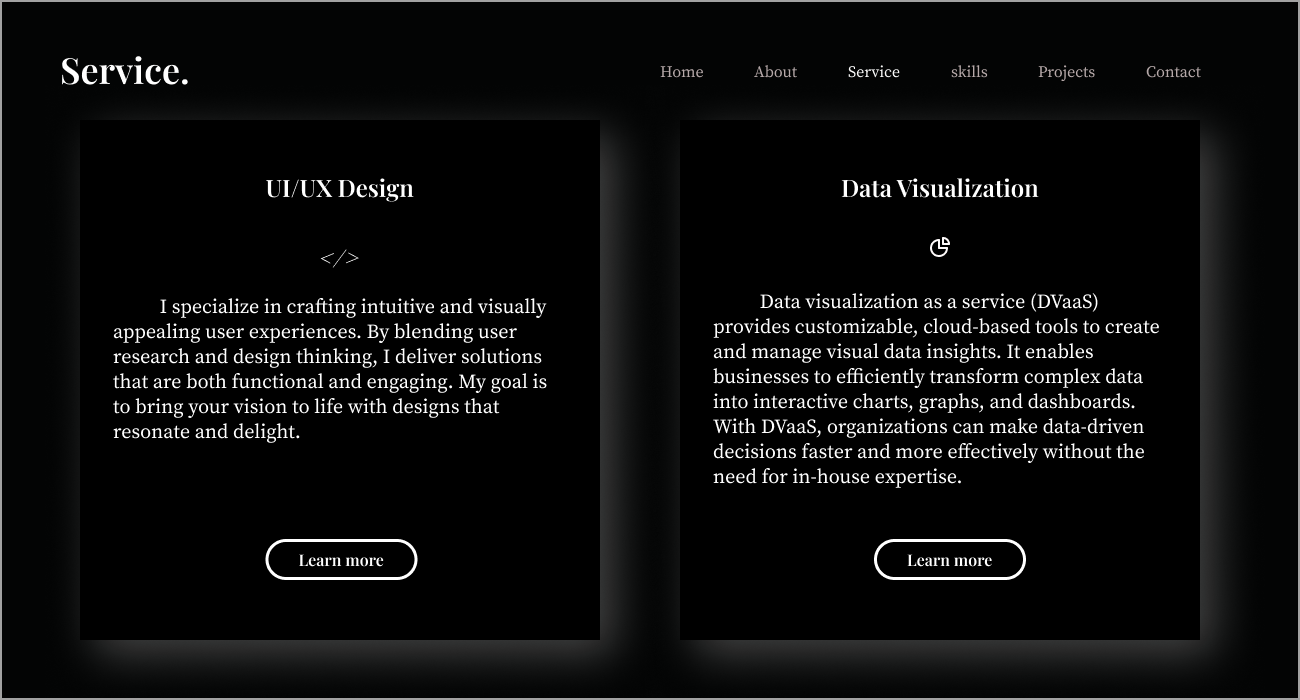 Service.
Home About Service skills Projects Contact
UI/UX Design
</>
I specialize in crafting intuitive and visually
appealing user experiences. By blending user
research and design thinking, I deliver solutions
that are both functional and engaging. My goal is
to bring your vision to life with designs that
resonate and delight.
Learn more
Data Visualization
Data visualization as a service (DVaaS)
provides customizable, cloud-based tools to create
and manage visual data insights. It enables
businesses to efficiently transform complex data
into interactive charts, graphs, and dashboards.
With DVaaS, organizations can make data-driven
decisions faster and more effectively without the
need for in-house expertise.
Learn more